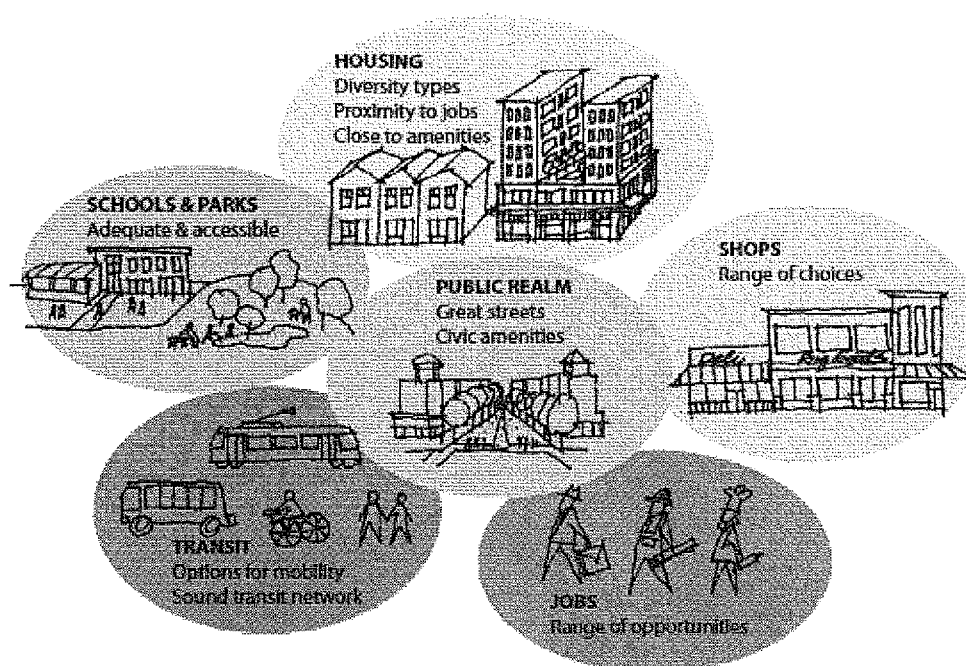 HOUSING
Diversity types
Proximity to jobs
Close to amenities
SCHOOLS & PARKS
Adequate & accessible
SHOPS
Range of choices
PUBLIC REALM
Great streets
Civic amenities
Deli
TRANSIT
Options for mobility
Sound transit network
JOBS
Range of opportunities